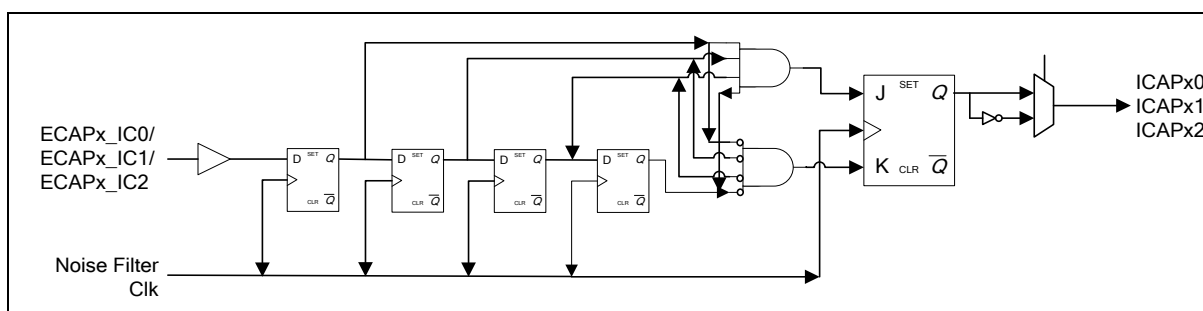 ECAPx_IC0/
ECAPx_IC1/
ECAPx_IC2
Noise Filter
Clk
D SET Q
CLR Q
D SET Q
CLR Q
D SET Q
CLR Q
D SET Q
CLR Q
J SET Q
K CLR Q
ICAPx0
ICAPx1
ICAPx2